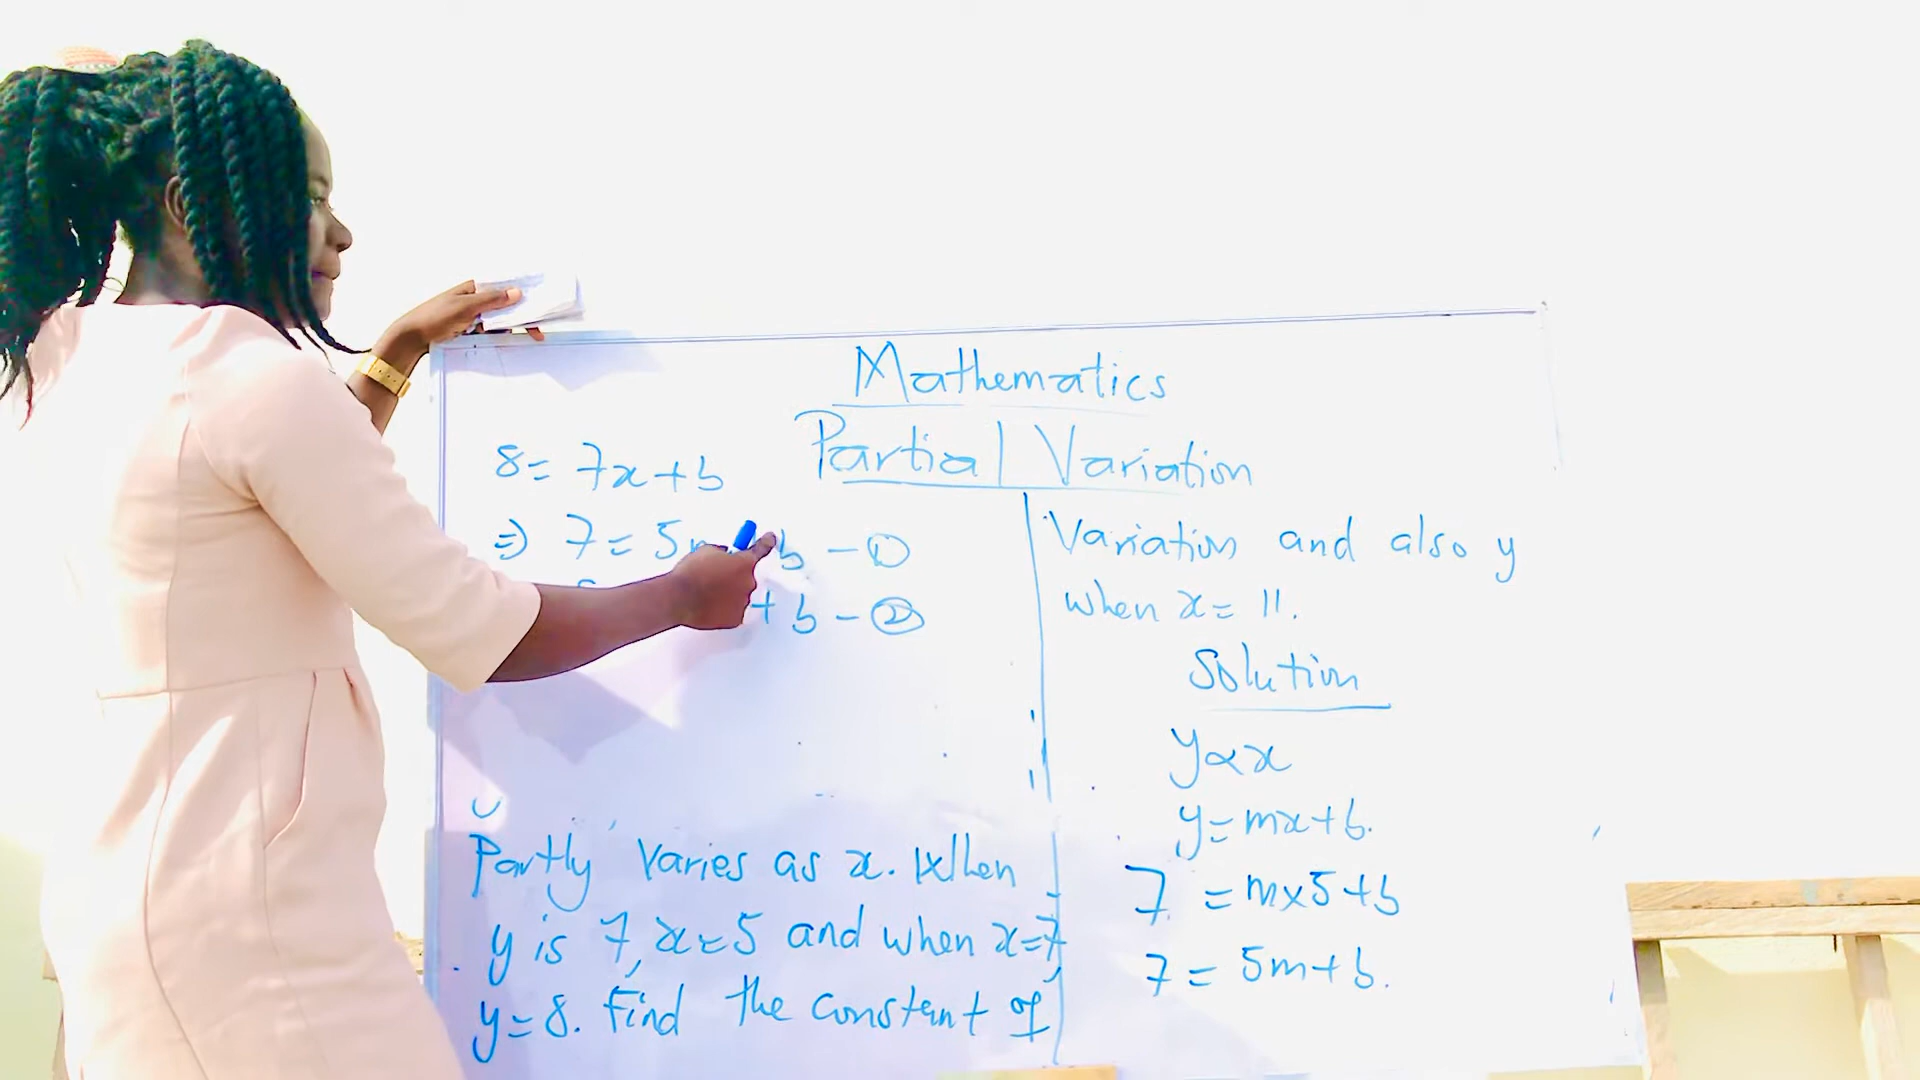 Mathematics
Partial Variation
8 = 7x + b
⇒ 7 = 5 b - ①
+ b - ②
Partly varies as x. When
y is 7, x = 5 and when x = 7,
y = 8. Find the constant of
Variation and also y
when x = 11.
Solution
y ∝ x
y = mx + b.
7 = m x 5 + b
7 = 5m + b.